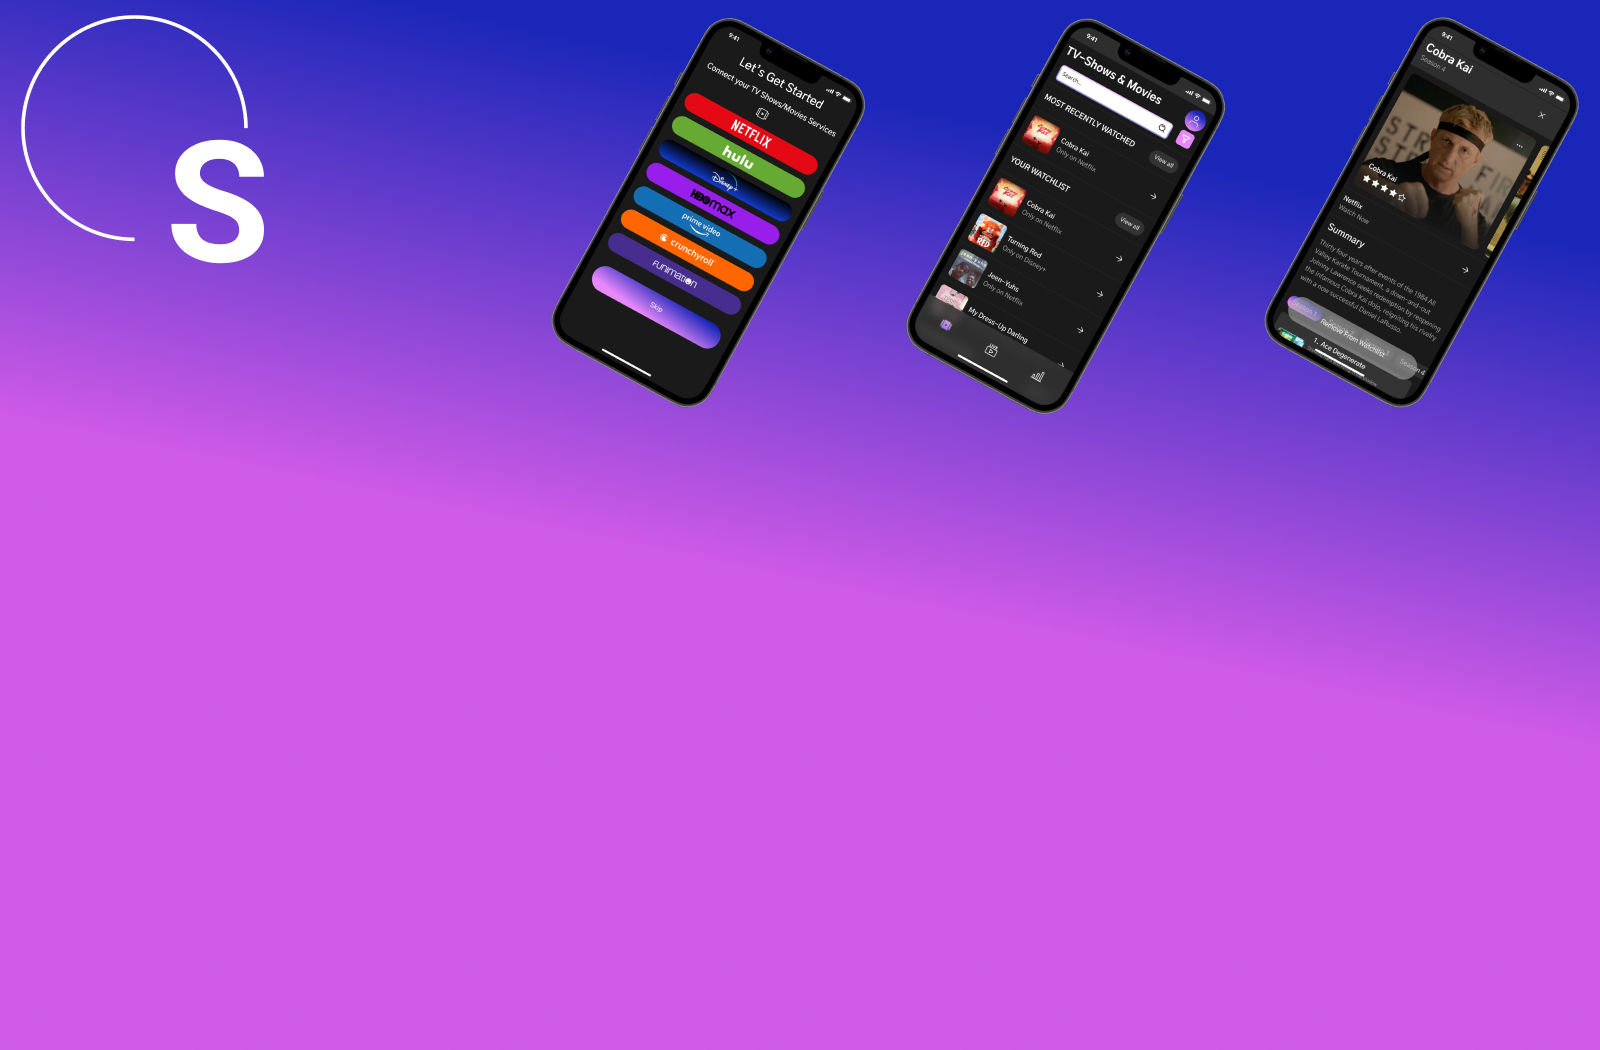 S
9:41
Let's Get Started
Connect your TV Shows/Movies Services
NETFLIX
hulu
Disney+
HBOmax
prime video
crunchyroll
Funimation
Skip
9:41
TV-Shows & Movies
Search...
MOST RECENTLY WATCHED
View all
Cobra Kai
Only on Netflix
YOUR WATCHLIST
View all
Cobra Kai
Only on Netflix
Turning Red
Only on Disney+
Jeen-Yuhs
Only on Netflix
My Dress-Up Darling
9:41
Cobra Kai
Season 4
Cobra Kai
Netflix
Watch Now
Summary
Thirty four years after events of the 1984 All
Valley Karate Tournament, a down-and-out
Johnny Lawrence seeks redemption by reopening
the infamous Cobra Kai dojo, reigniting his rivelry
with a now successful Daniel LaRusso.
Season 1
Season 4
Remove From Watchlist
1. Ace Degenerate